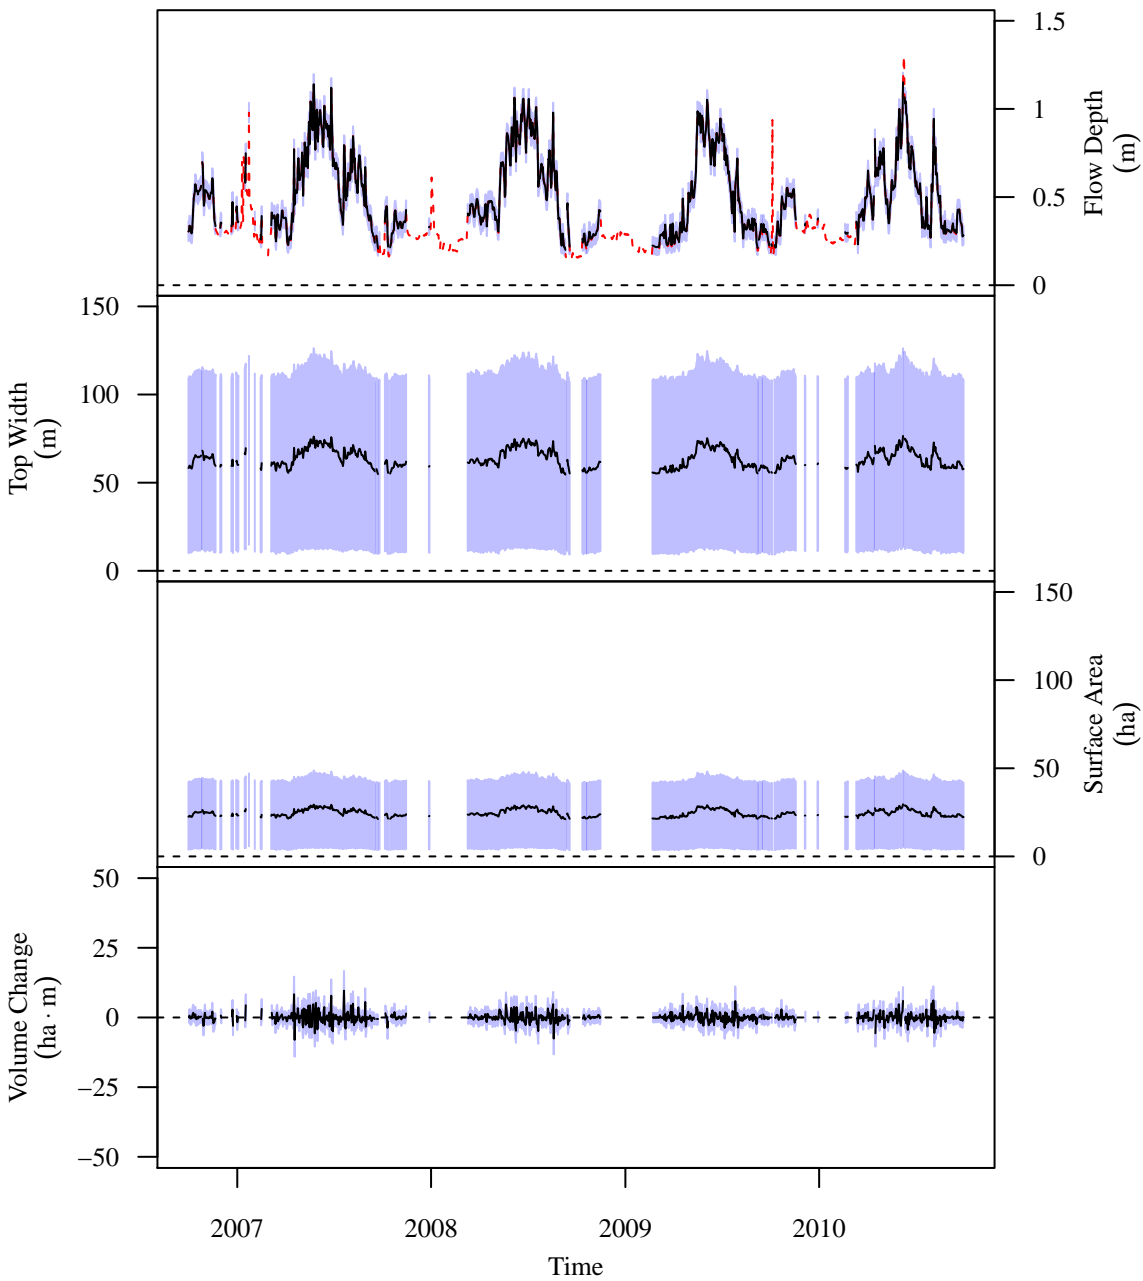 1.5
1
0.5
0
Flow Depth
(m)
150
100
50
0
Top Width
(m)
150
100
50
0
Surface Area
(ha)
50
25
0
−25
−50
Volume Change
(ha · m)
2007
2008
2009
2010
Time